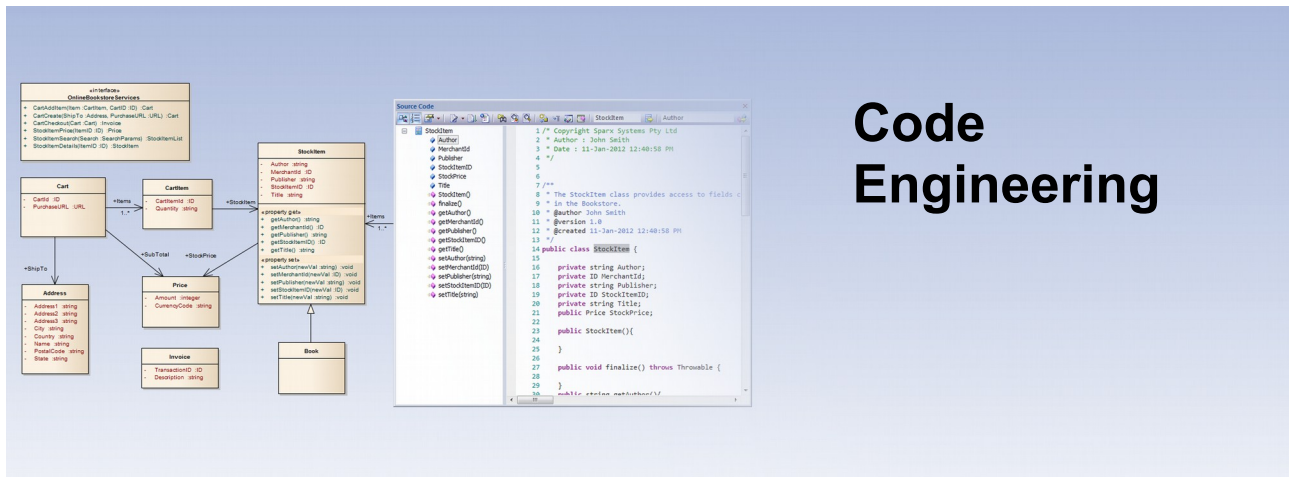 «interface»
OnlineBookstoreServices
+ CartAddItem(Item :CartItem, CartID :ID) :Cart
+ CartCreate(ShipTo :Address, PurchaseURL :URL) :Cart
+ CartCheckout(Cart Cart) :Invoice
+ StockItemPrice(ItemID :ID) :Price
+ StockItemSearch(Search :SearchParams) :StockItemList
+ StockItemDetails(ItemID :ID) :StockItem
Cart
- CartId :ID
- PurchaseURL :URL
+Items
1..*
CartItem
- CartItemId :ID
- Quantity :string
+StockItem
StockItem
- Author :string
- MerchantId :ID
- Publisher :string
- StockItemID :ID
- Title :string
«property get»
+ getAuthor() :string
+ getMerchantId() :ID
+ getPublisher() :string
+ getStockItemID() :ID
+ getTitle() :string
«property set»
+ setAuthor(newVal :string) :void
+ setMerchantId(newVal :ID) :void
+ setPublisher(newVal :string) :void
+ setStockItemID(newVal :ID) :void
+ setTitle(newVal :string) :void
+Items
1..*
+ShipTo
+SubTotal
+StockPrice
Address
- Address1 :string
- Address2 :string
- Address3 :string
- City :string
- Country :string
- Name :string
- PostalCode :string
- State :string
Price
- Amount :integer
- CurrencyCode :string
Invoice
- TransactionID :ID
- Description :string
Book
Source Code
StockItem
Author
StockItem
Author
MerchantId
Publisher
StockItemID
StockPrice
Title
StockItem()
finalize()
getAuthor()
getMerchantId()
getPublisher()
getStockItemID()
getTitle()
setAuthor(string)
setMerchantId(ID)
setPublisher(string)
setStockItemID(ID)
setTitle(string)
1 /* Copyright Sparx Systems Pty Ltd
2 * Author : John Smith
3 * Date : 11-Jan-2012 12:40:58 PM
4 */
5
6
7 /**
8 * The StockItem class provides access to fields c
9 * in the Bookstore.
10 * @author John Smith
11 * @version 1.0
12 * @created 11-Jan-2012 12:40:58 PM
13 */
14 public class StockItem {
15
16 private string Author;
17 private ID MerchantId;
18 private string Publisher;
19 private ID StockItemID;
20 private string Title;
21 public Price StockPrice;
22
23 public StockItem(){
24
25 }
26
27 public void finalize() throws Throwable {
28
29 }
30 public string getAuthor(){
Code
Engineering